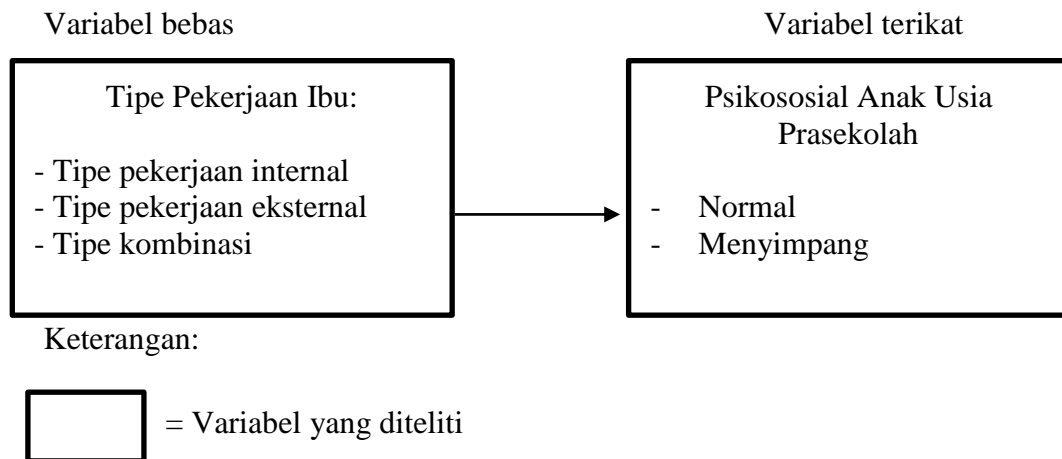 Variabel bebas
Variabel terikat
Tipe Pekerjaan Ibu:
- Tipe pekerjaan internal
- Tipe pekerjaan eksternal
- Tipe kombinasi
Psikososial Anak Usia
Prasekolah
- Normal
- Menyimpang
Keterangan:
= Variabel yang diteliti